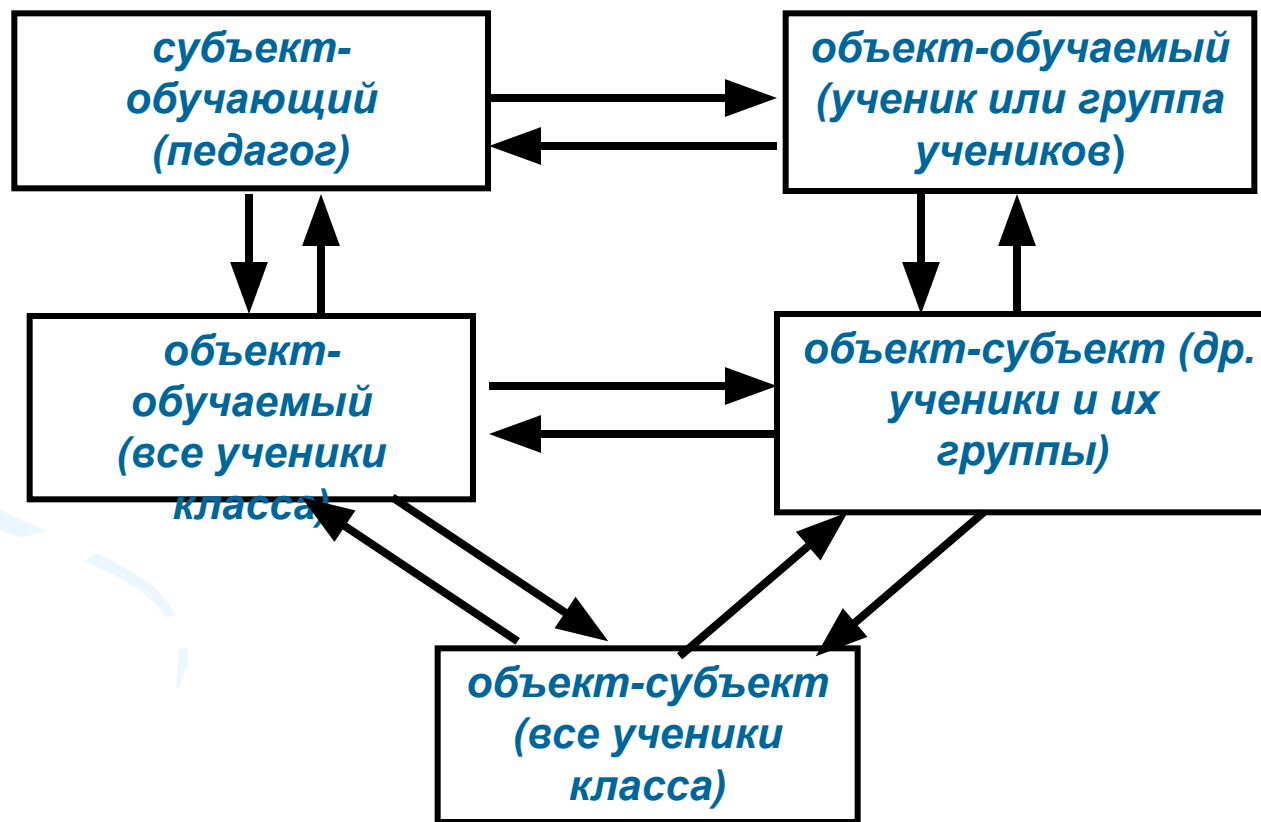 субъект-
обучающий
(педагог)
объект-обучаемый
(ученик или группа
учеников)
объект-
обучаемый
(все ученики
класса)
объект-субъект (др.
ученики и их
группы)
объект-субъект
(все ученики
класса)